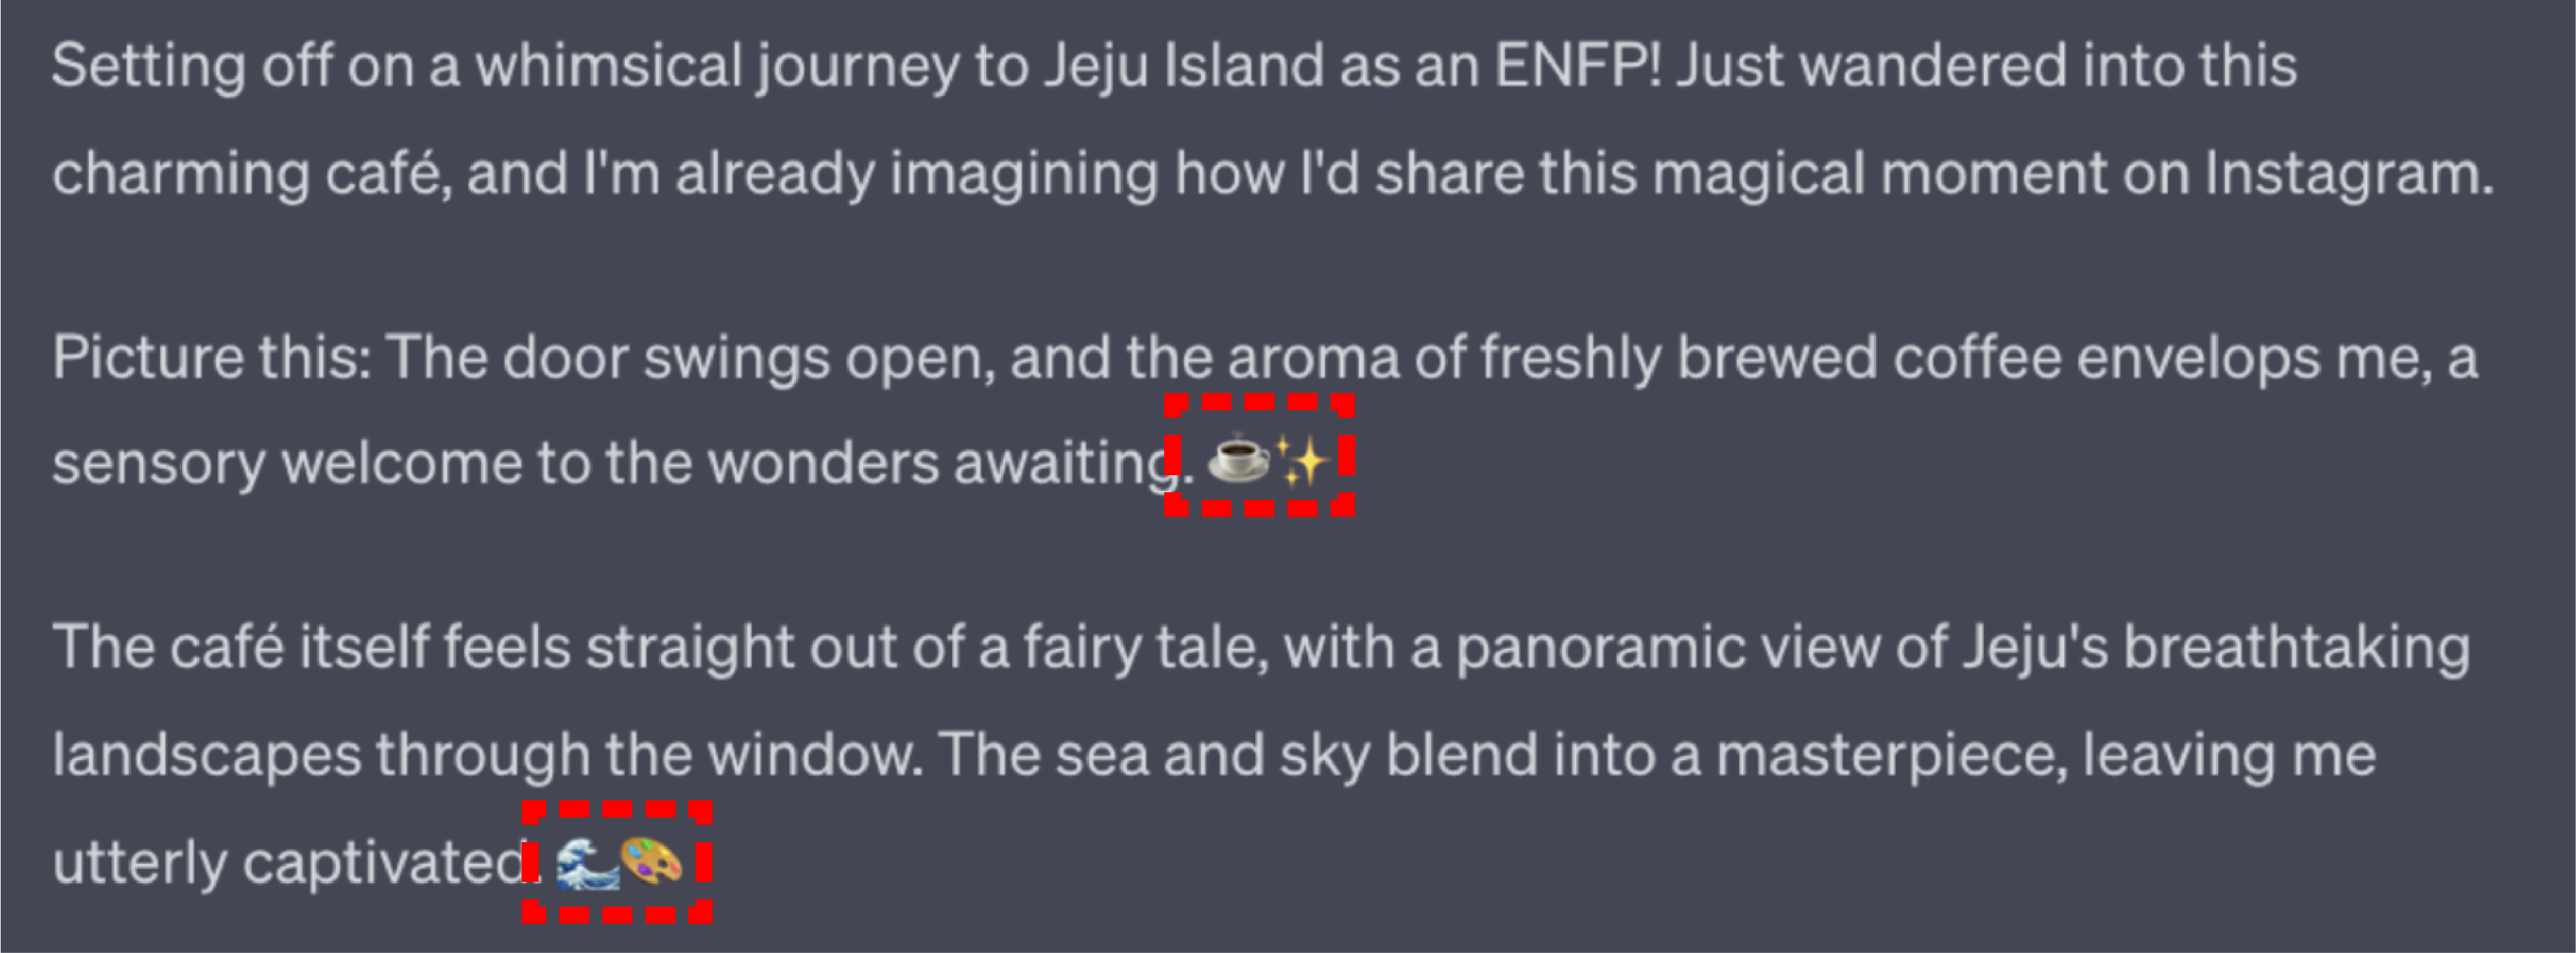 Setting off on a whimsical journey to Jeju Island as an ENFP! Just wandered into this
charming café, and I'm already imagining how I'd share this magical moment on Instagram.
Picture this: The door swings open, and the aroma of freshly brewed coffee envelops me, a
sensory welcome to the wonders awaiting. ☕✨
The café itself feels straight out of a fairy tale, with a panoramic view of Jeju's breathtaking
landscapes through the window. The sea and sky blend into a masterpiece, leaving me
utterly captivated. 🌊🎨